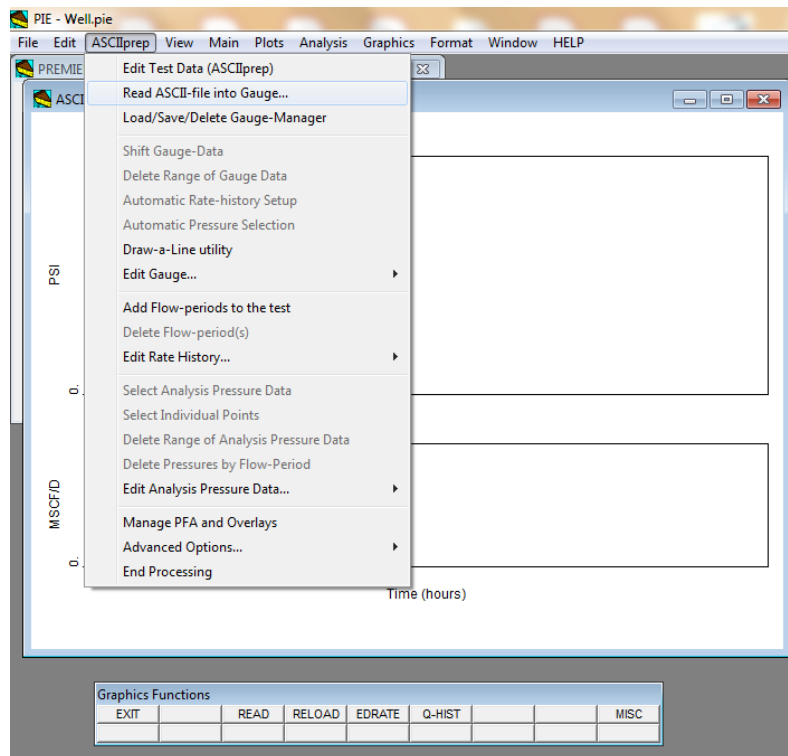 PIE - Well.pie
File Edit ASCIIprep View Main Plots Analysis Graphics Format Window HELP
PREMIE
ASCI
Edit Test Data (ASCIIprep)
Read ASCII-file into Gauge...
Load/Save/Delete Gauge-Manager
Shift Gauge-Data
Delete Range of Gauge Data
Automatic Rate-history Setup
Automatic Pressure Selection
Draw-a-Line utility
Edit Gauge...
Add Flow-periods to the test
Delete Flow-period(s)
Edit Rate History...
Select Analysis Pressure Data
Select Individual Points
Delete Range of Analysis Pressure Data
Delete Pressures by Flow-Period
Edit Analysis Pressure Data...
Manage PFA and Overlays
Advanced Options...
End Processing
PSI
0.
MSCF/D
0.
Time (hours)
Graphics Functions
EXIT READ RELOAD EDRATE Q-HIST MISC